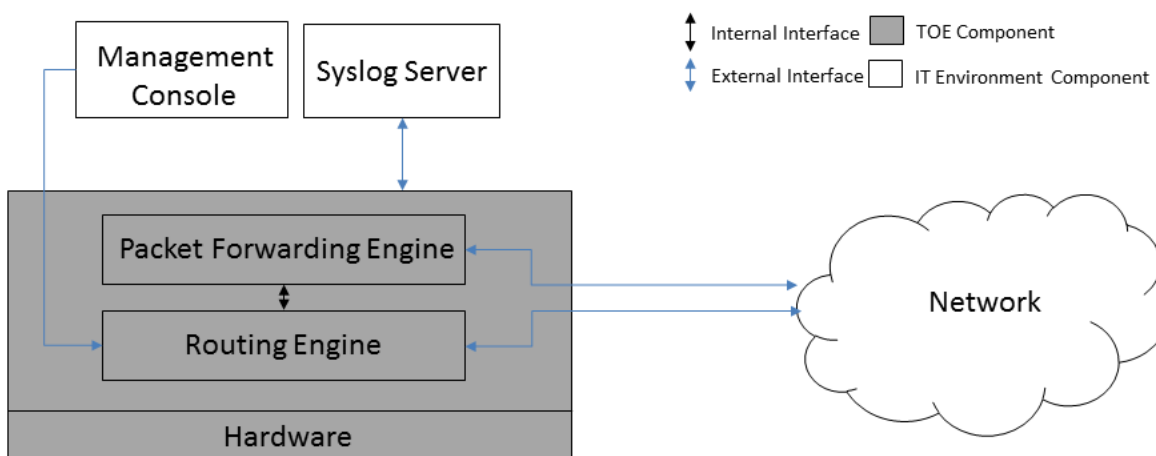 Management
Console
Syslog Server
Internal Interface
TOE Component
External Interface
IT Environment Component
Packet Forwarding Engine
Routing Engine
Network
Hardware